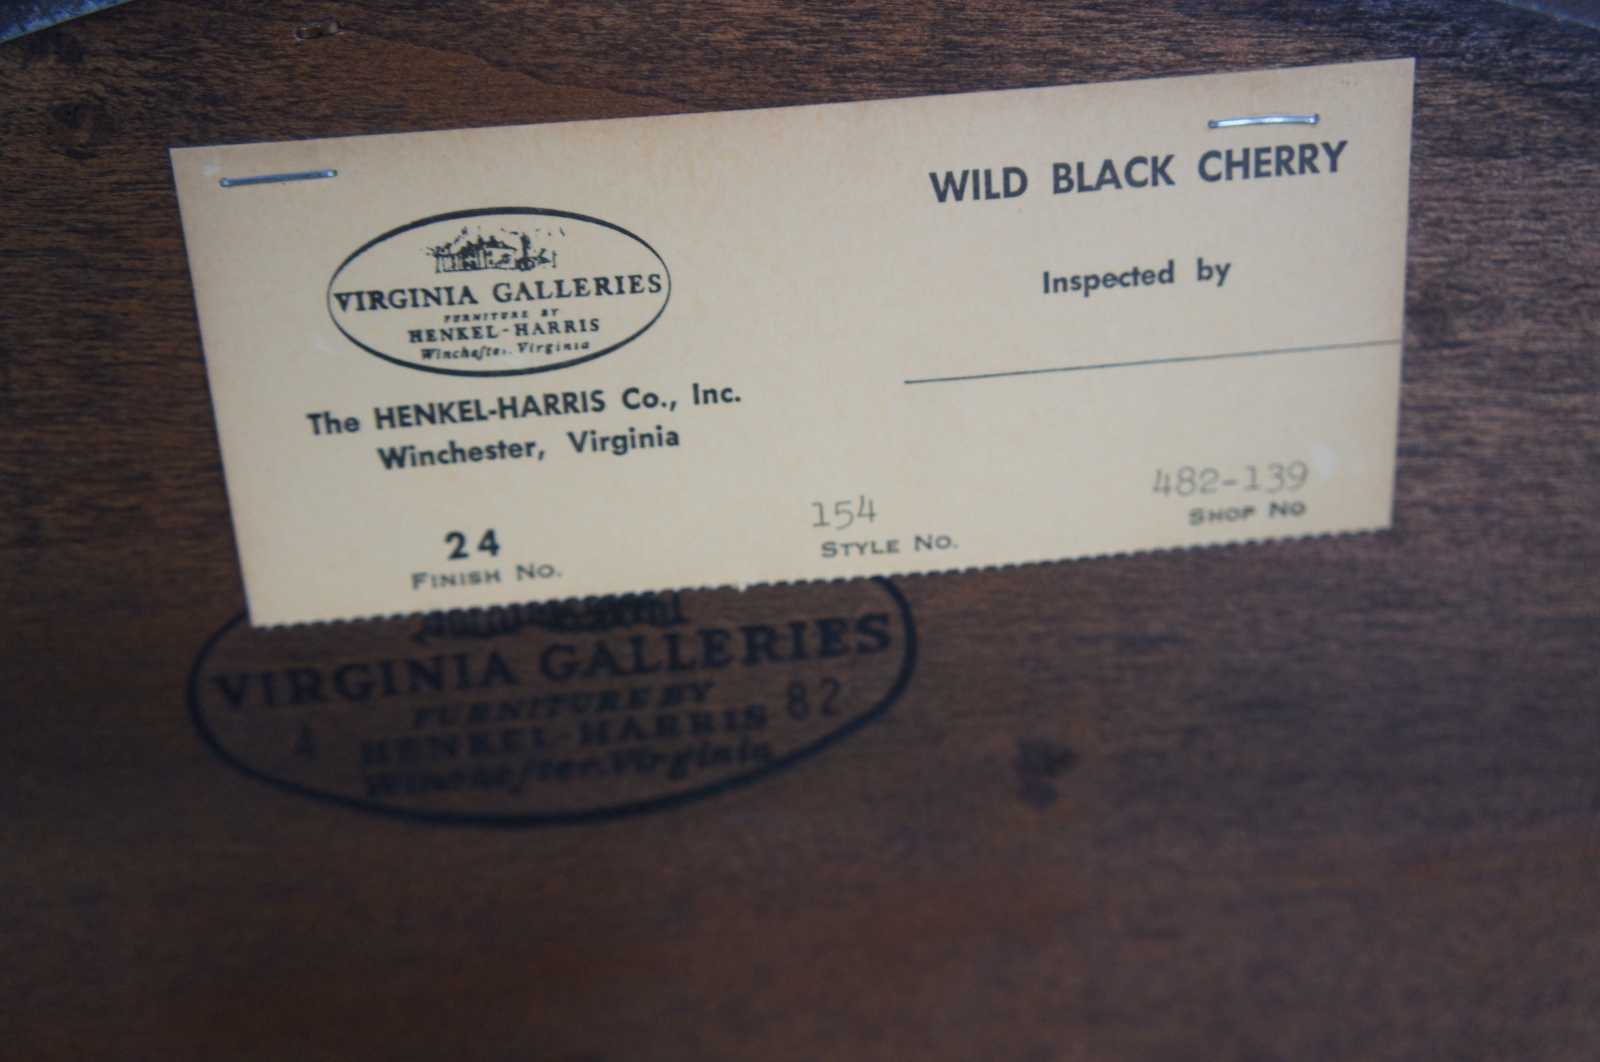 WILD BLACK CHERRY
Inspected by
VIRGINIA GALLERIES
FURNITURE BY
HENKEL-HARRIS
Winchester, Virginia
The HENKEL-HARRIS Co., Inc.
Winchester, Virginia
24
FINISH No.
154
STYLE No.
482-139
SHOP No
VIRGINIA GALLERIES
FURNITURE BY
4 82
HENKEL-HARRIS
Winchester, Virginia